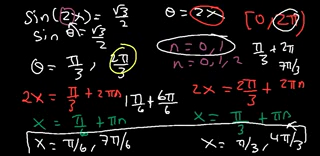 sin(2x) = √3/2
θ = 2x
[0, 2π)
sin θ = √3/2
n = 0, 1
π/3 + 2π
θ = π/3, 2π/3
n = 0, 1, 2
7π/3
2x = π/3 + 2πn
π/6 + 6π/6
2x = 2π/3 + 2πn
x = π/6 + πn
x = π/3 + πn
x = π/6, 7π/6
x = π/3, 4π/3